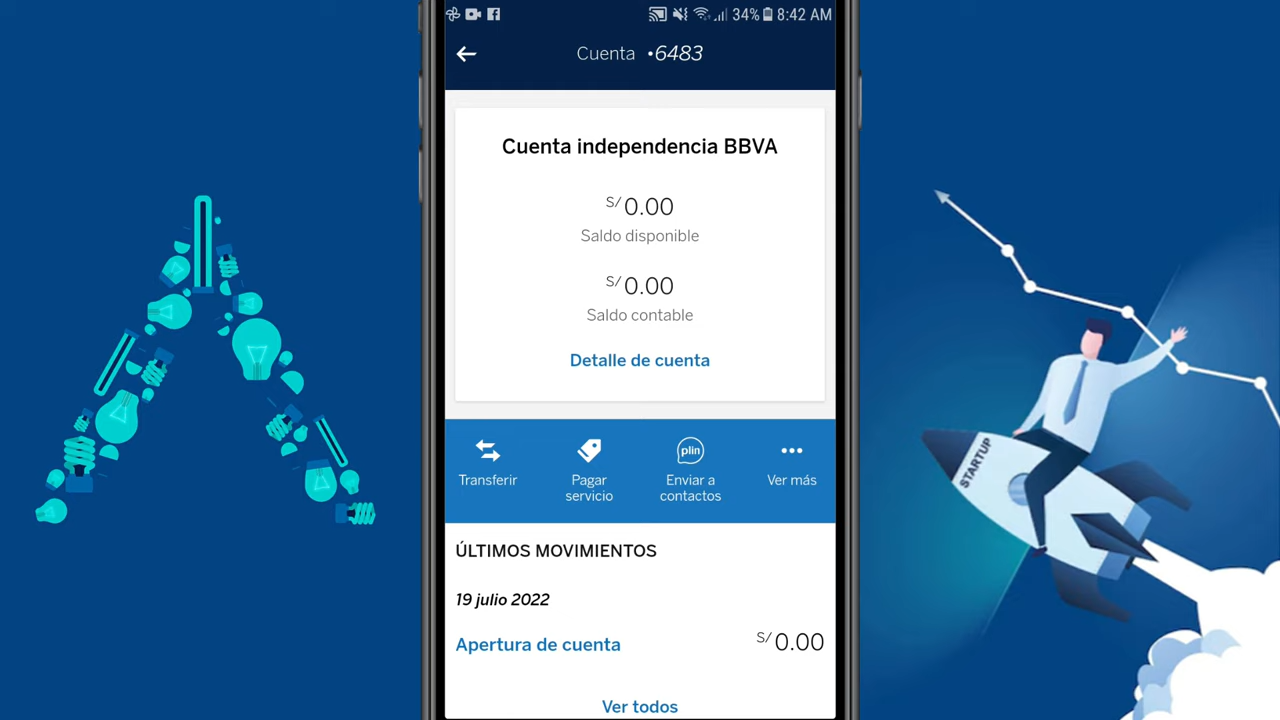 34% 8:42 AM
Cuenta •6483
Cuenta independencia BBVA
S/ 0.00
Saldo disponible
S/ 0.00
Saldo contable
Detalle de cuenta
Transferir
Pagar
servicio
plin
Enviar a
contactos
Ver más
STARTUP
ÚLTIMOS MOVIMIENTOS
19 julio 2022
Apertura de cuenta S/ 0.00
Ver todos